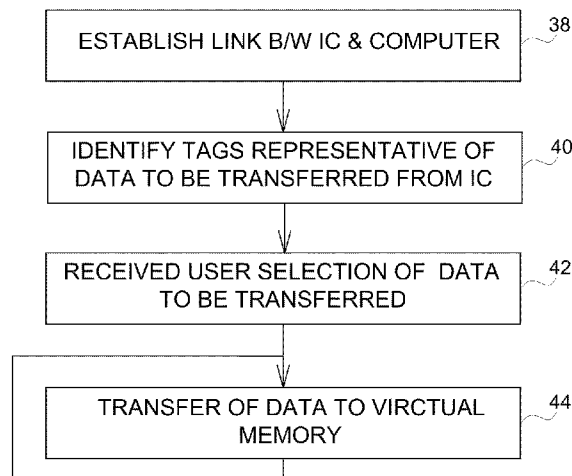 ESTABLISH LINK B/W IC & COMPUTER
38
IDENTIFY TAGS REPRESENTATIVE OF
DATA TO BE TRANSFERRED FROM IC
40
RECEIVED USER SELECTION OF DATA
TO BE TRANSFERRED
42
TRANSFER OF DATA TO VIRCTUAL
MEMORY
44